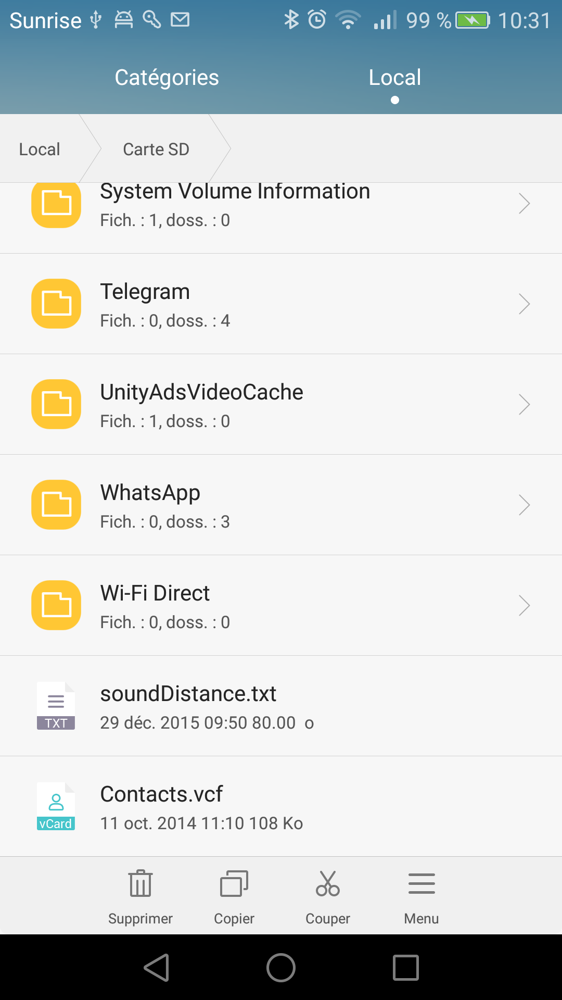 Sunrise 99 % 10:31
Catégories Local
Local Carte SD
System Volume Information
Fich. : 1, doss. : 0
Telegram
Fich. : 0, doss. : 4
UnityAdsVideoCache
Fich. : 1, doss. : 0
WhatsApp
Fich. : 0, doss. : 3
Wi-Fi Direct
Fich. : 0, doss. : 0
soundDistance.txt
TXT
29 déc. 2015 09:50 80.00 o
Contacts.vcf
vCard
11 oct. 2014 11:10 108 Ko
Supprimer Copier Couper Menu